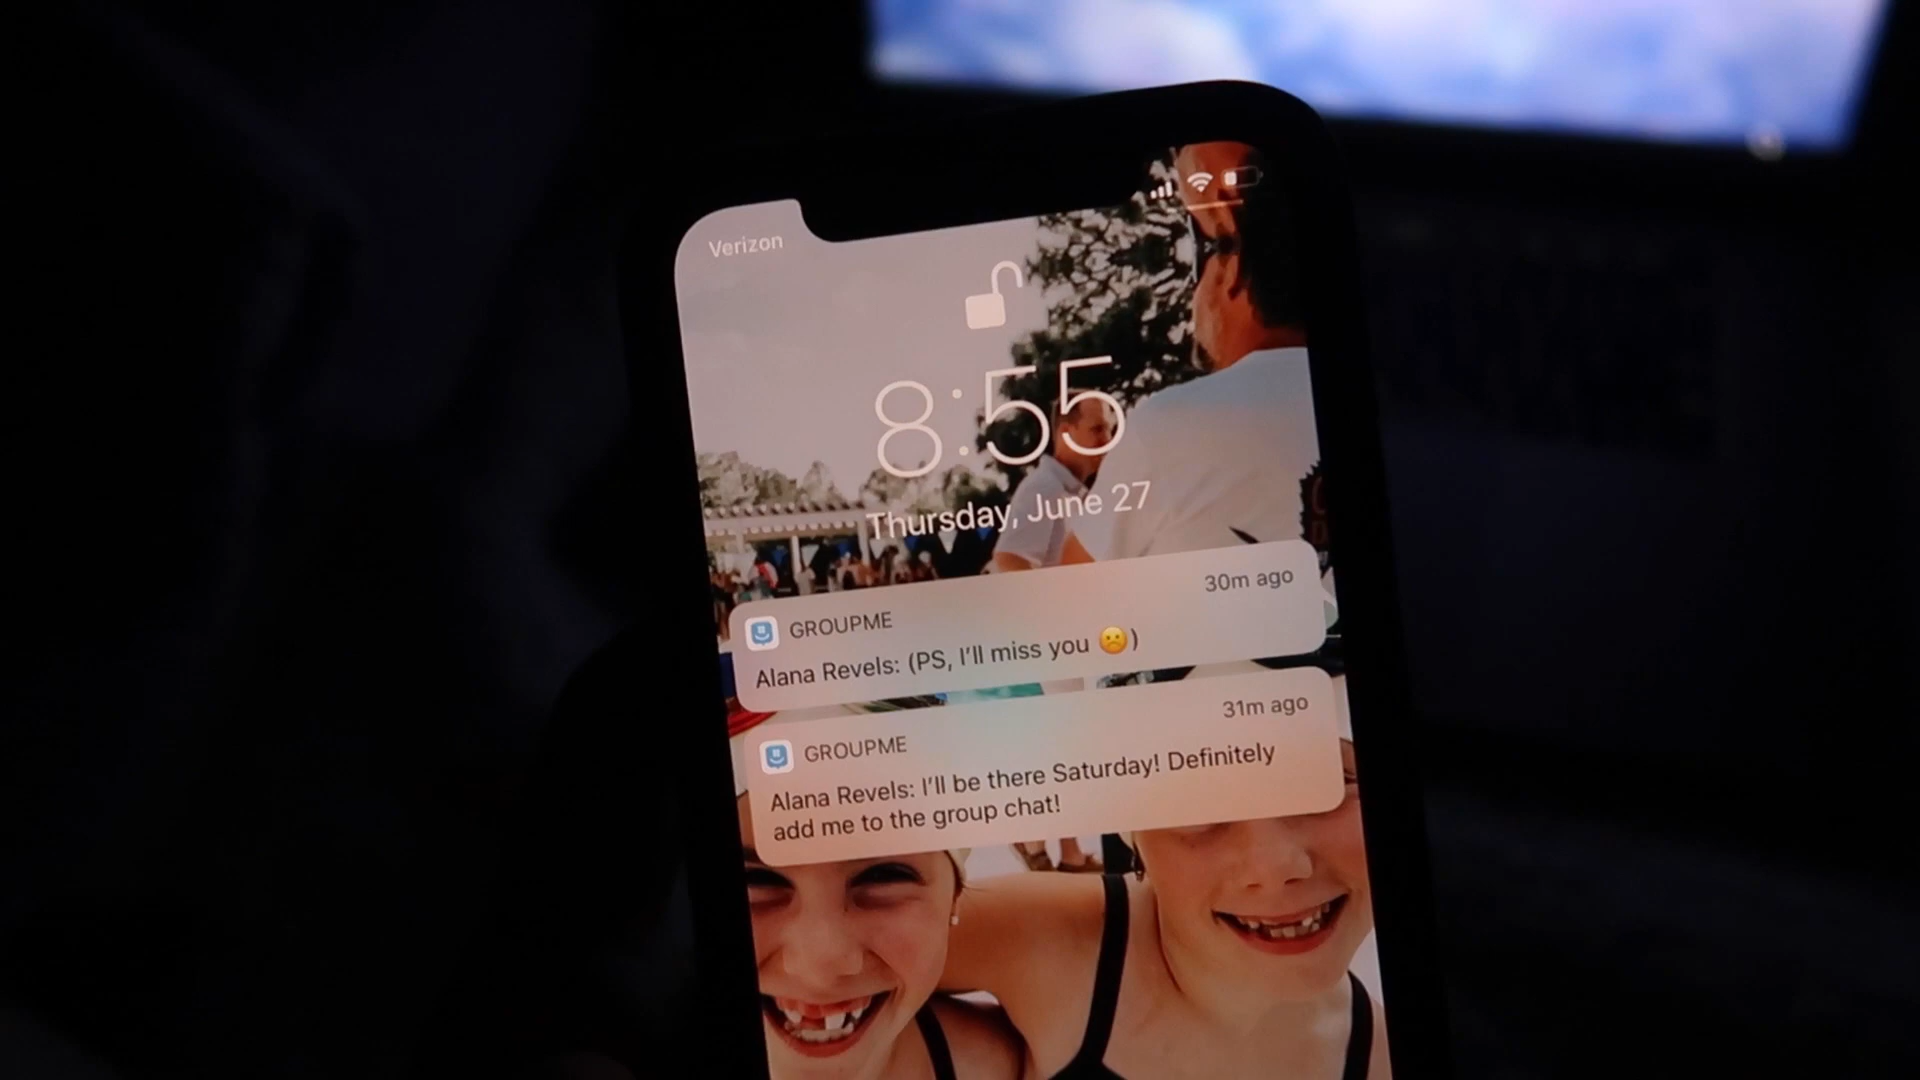 Verizon
8:55
Thursday, June 27
GROUPME
30m ago
Alana Revels: (PS, I'll miss you ☹️)
GROUPME
31m ago
Alana Revels: I'll be there Saturday! Definitely
add me to the group chat!